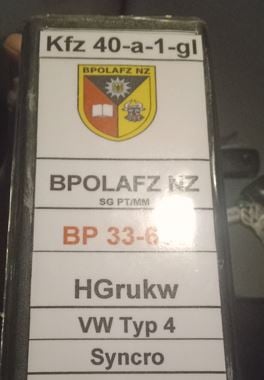 Kfz 40-a-1-gl
BPOLAFZ NZ
BPOLAFZ NZ
SG PT/MM
BP 33-6
HGrukw
VW Typ 4
Syncro